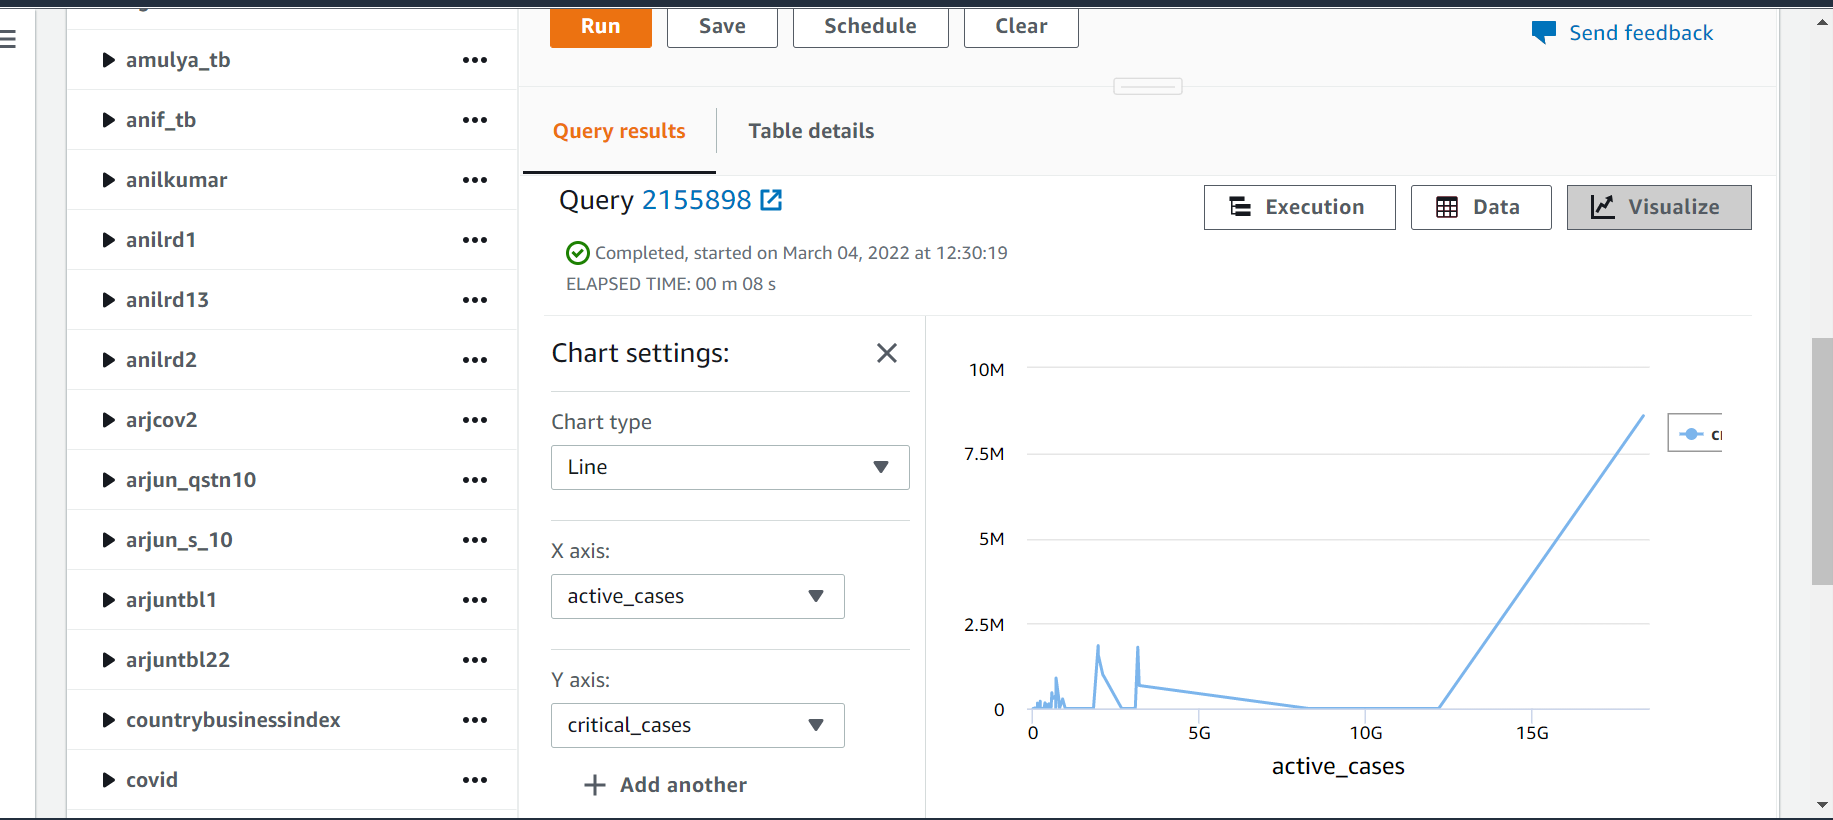 Run
Save
Schedule
Clear
Send feedback
amulya_tb
anif_tb
anilkumar
anilrd1
anilrd13
anilrd2
arjcov2
arjun_qstn10
arjun_s_10
arjuntbl1
arjuntbl22
countrybusinessindex
covid
Query results
Table details
Query 2155898
Execution
Data
Visualize
Completed, started on March 04, 2022 at 12:30:19
ELAPSED TIME: 00 m 08 s
Chart settings:
Chart type
Line
X axis:
active_cases
Y axis:
critical_cases
Add another
10M
7.5M
5M
2.5M
0
0 5G 10G 15G
active_cases